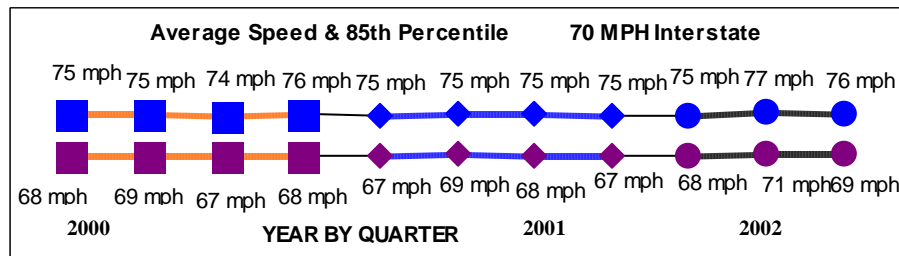 Average Speed & 85th Percentile 70 MPH Interstate
75 mph 75 mph 74 mph 76 mph 75 mph 75 mph 75 mph 75 mph 75 mph 77 mph 76 mph
68 mph 69 mph 67 mph 68 mph 67 mph 69 mph 68 mph 67 mph 68 mph 71 mph 69 mph
2000 YEAR BY QUARTER 2001 2002